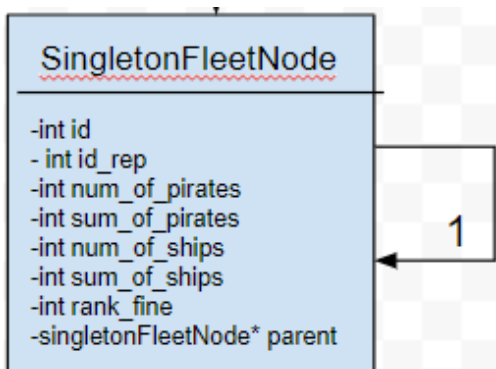 SingletonFleetNode
-int id
- int id_rep
-int num_of_pirates
-int sum_of_pirates
-int num_of_ships
-int sum_of_ships
-int rank_fine
-singletonFleetNode* parent
1